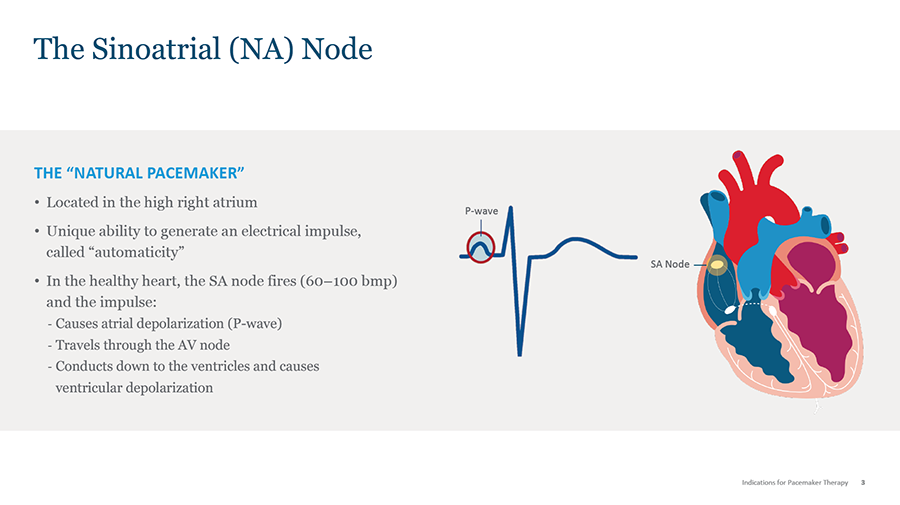 The Sinoatrial (NA) Node
THE “NATURAL PACEMAKER”
• Located in the high right atrium
• Unique ability to generate an electrical impulse,
called “automaticity”
• In the healthy heart, the SA node fires (60–100 bmp)
and the impulse:
- Causes atrial depolarization (P-wave)
- Travels through the AV node
- Conducts down to the ventricles and causes
ventricular depolarization
P-wave
SA Node
Indications for Pacemaker Therapy 3